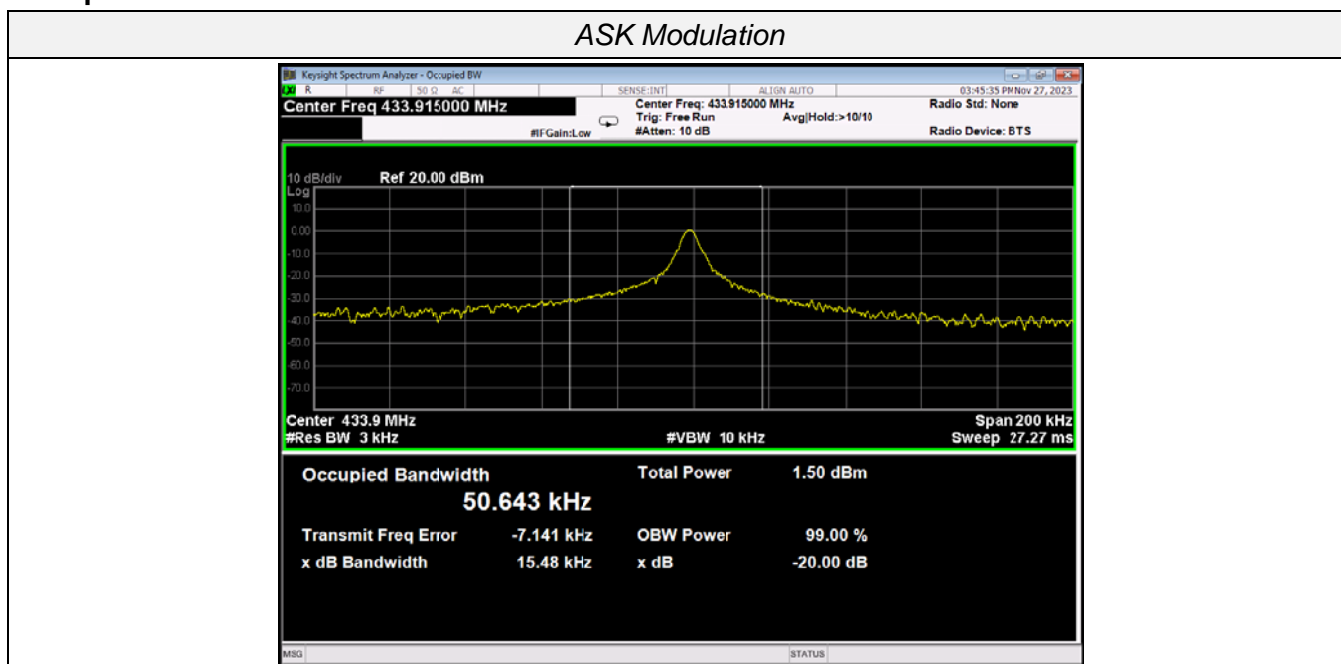 ASK Modulation
Keysight Spectrum Analyzer - Occupied BW
R RF 50 Ω AC SENSE:INT ALIGN AUTO 03:45:35 PM Nov 27, 2023
Center Freq 433.915000 MHz
Center Freq: 433.915000 MHz Radio Std: None
Trig: Free Run Avg|Hold:>10/10
#IFGain:Low #Atten: 10 dB Radio Device: BTS
10 dB/div Ref 20.00 dBm
Log
10.0
0.00
-10.0
-20.0
-30.0
-40.0
-50.0
-60.0
-70.0
Center 433.9 MHz Span 200 kHz
#Res BW 3 kHz #VBW 10 kHz Sweep 27.27 ms
Occupied Bandwidth Total Power 1.50 dBm
50.643 kHz
Transmit Freq Error -7.141 kHz OBW Power 99.00 %
x dB Bandwidth 15.48 kHz x dB -20.00 dB
MSG STATUS